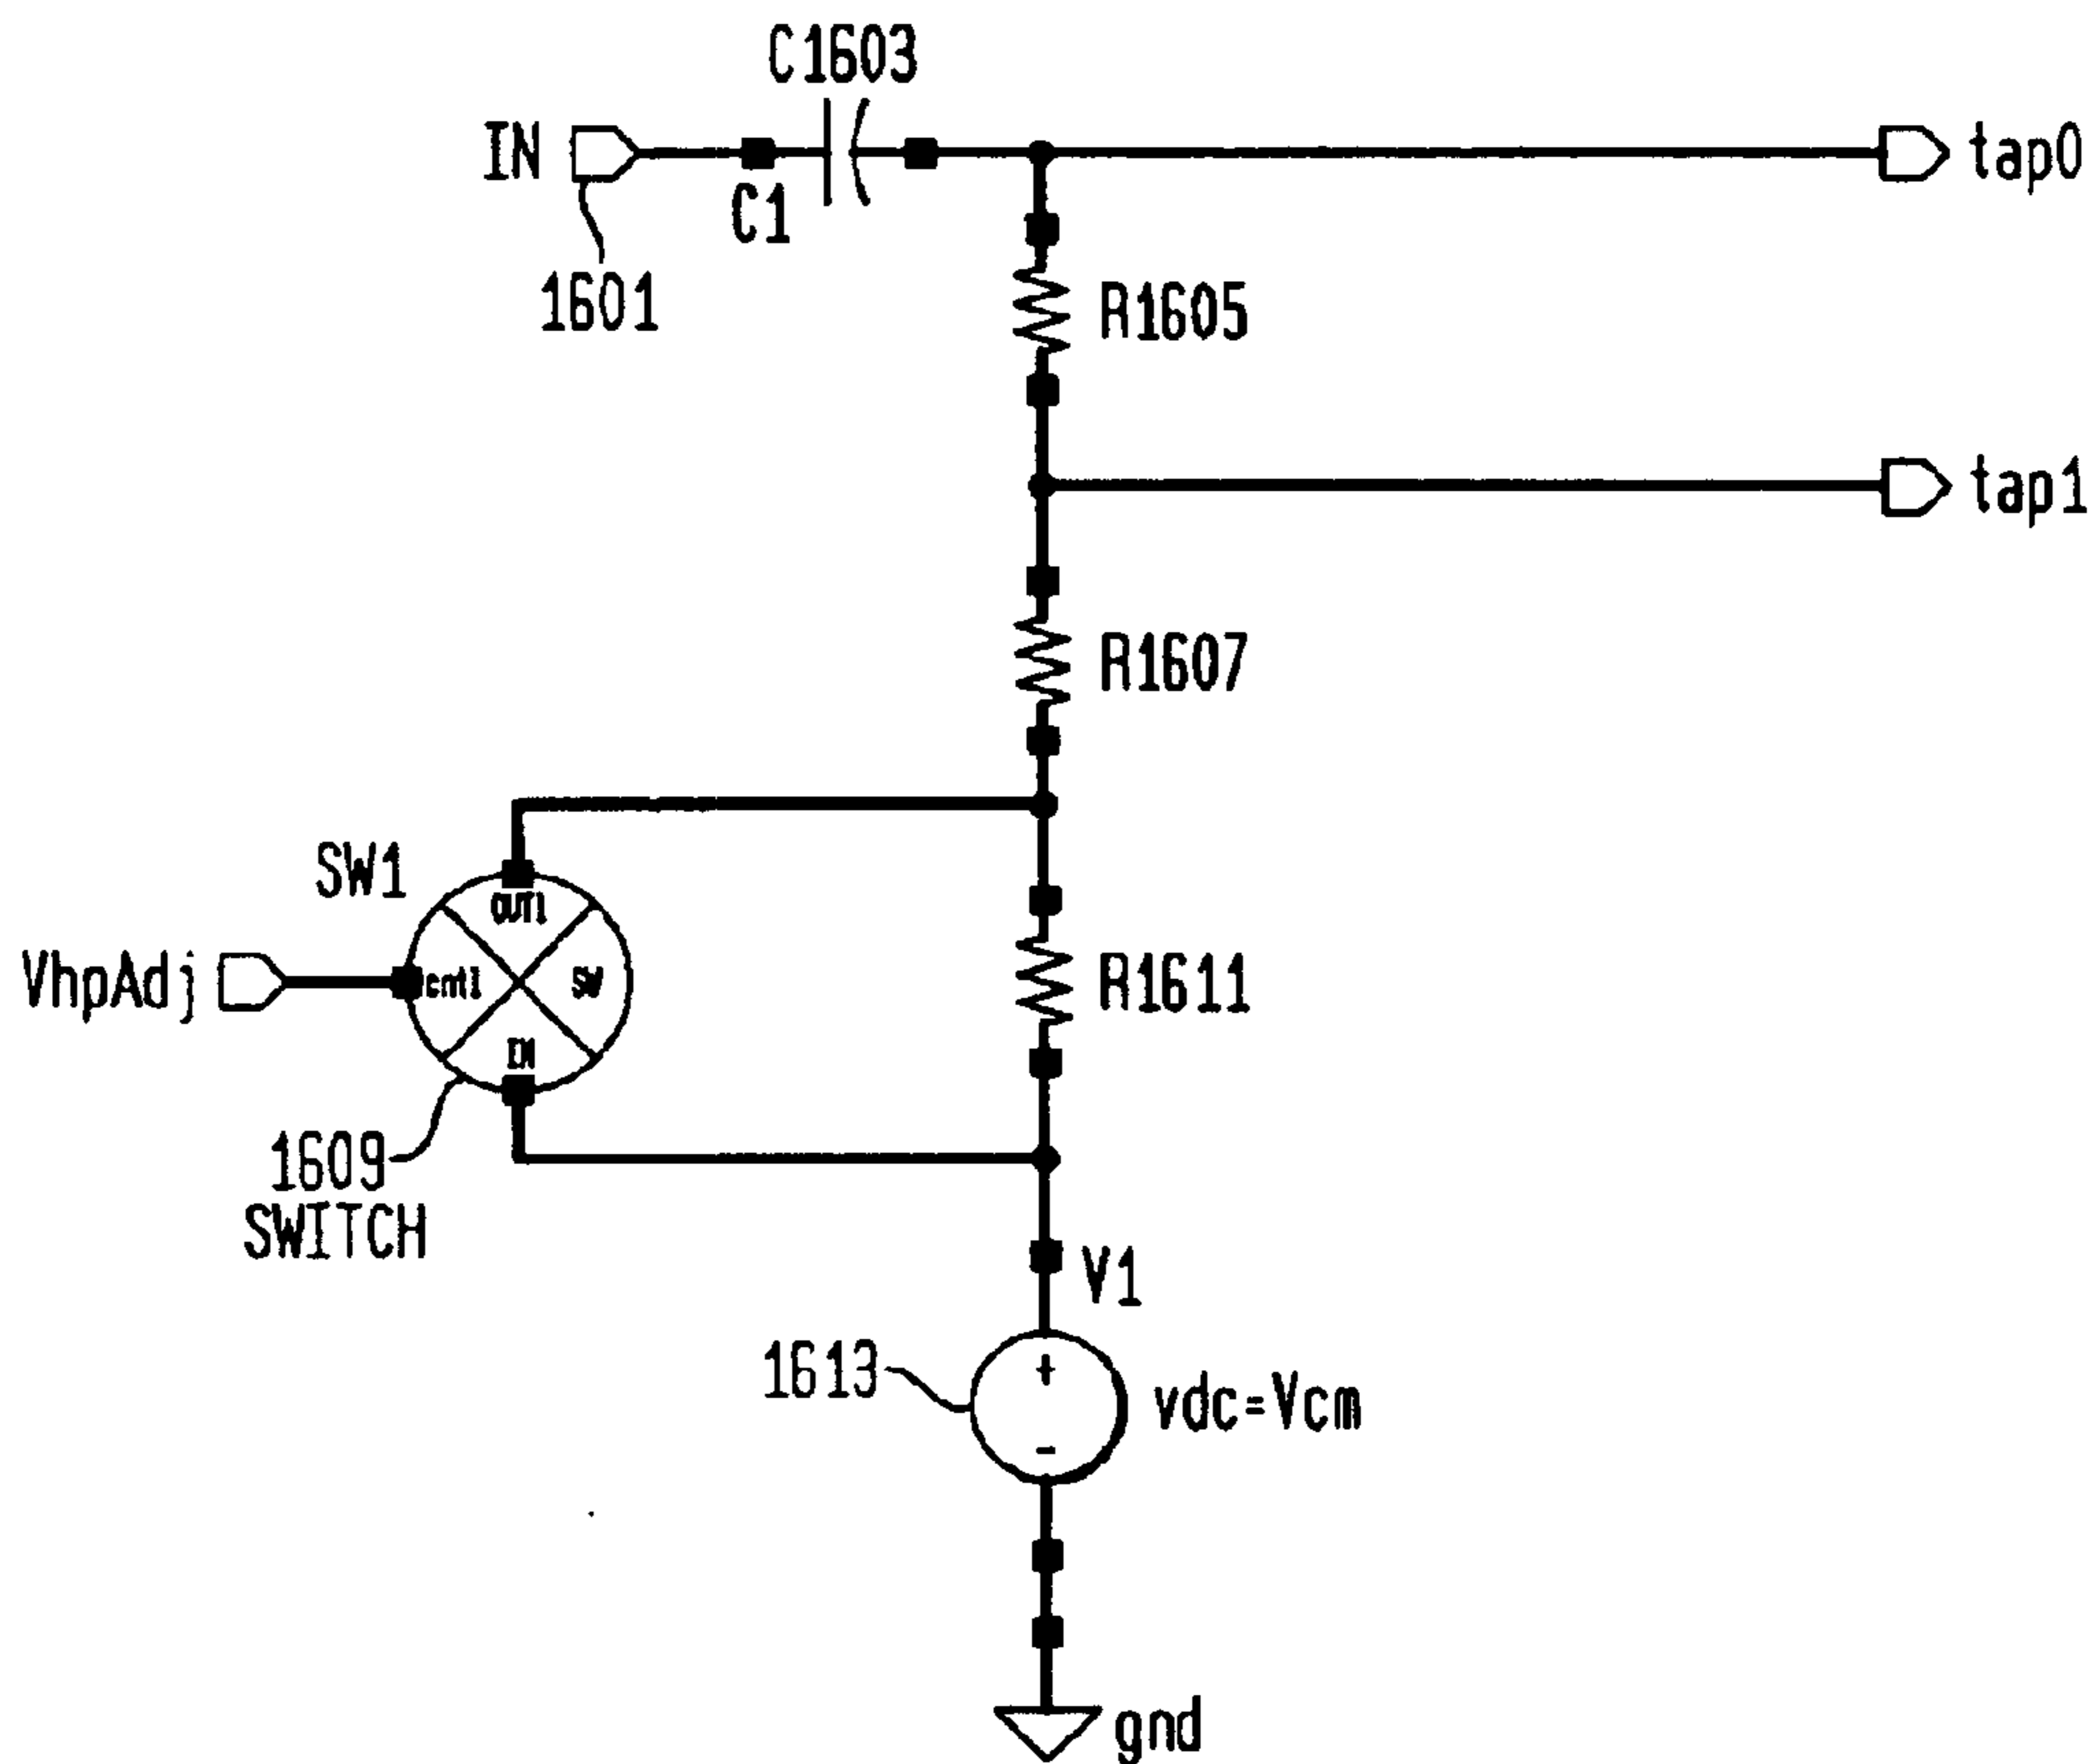 C1603
IN
tap0
C1
1601
R1605
tap1
R1607
SW1
OUT1
VhpAdj
cnt1
SW
R1611
IN
1609
SWITCH
V1
1613
+
vdc=Vcm
-
gnd